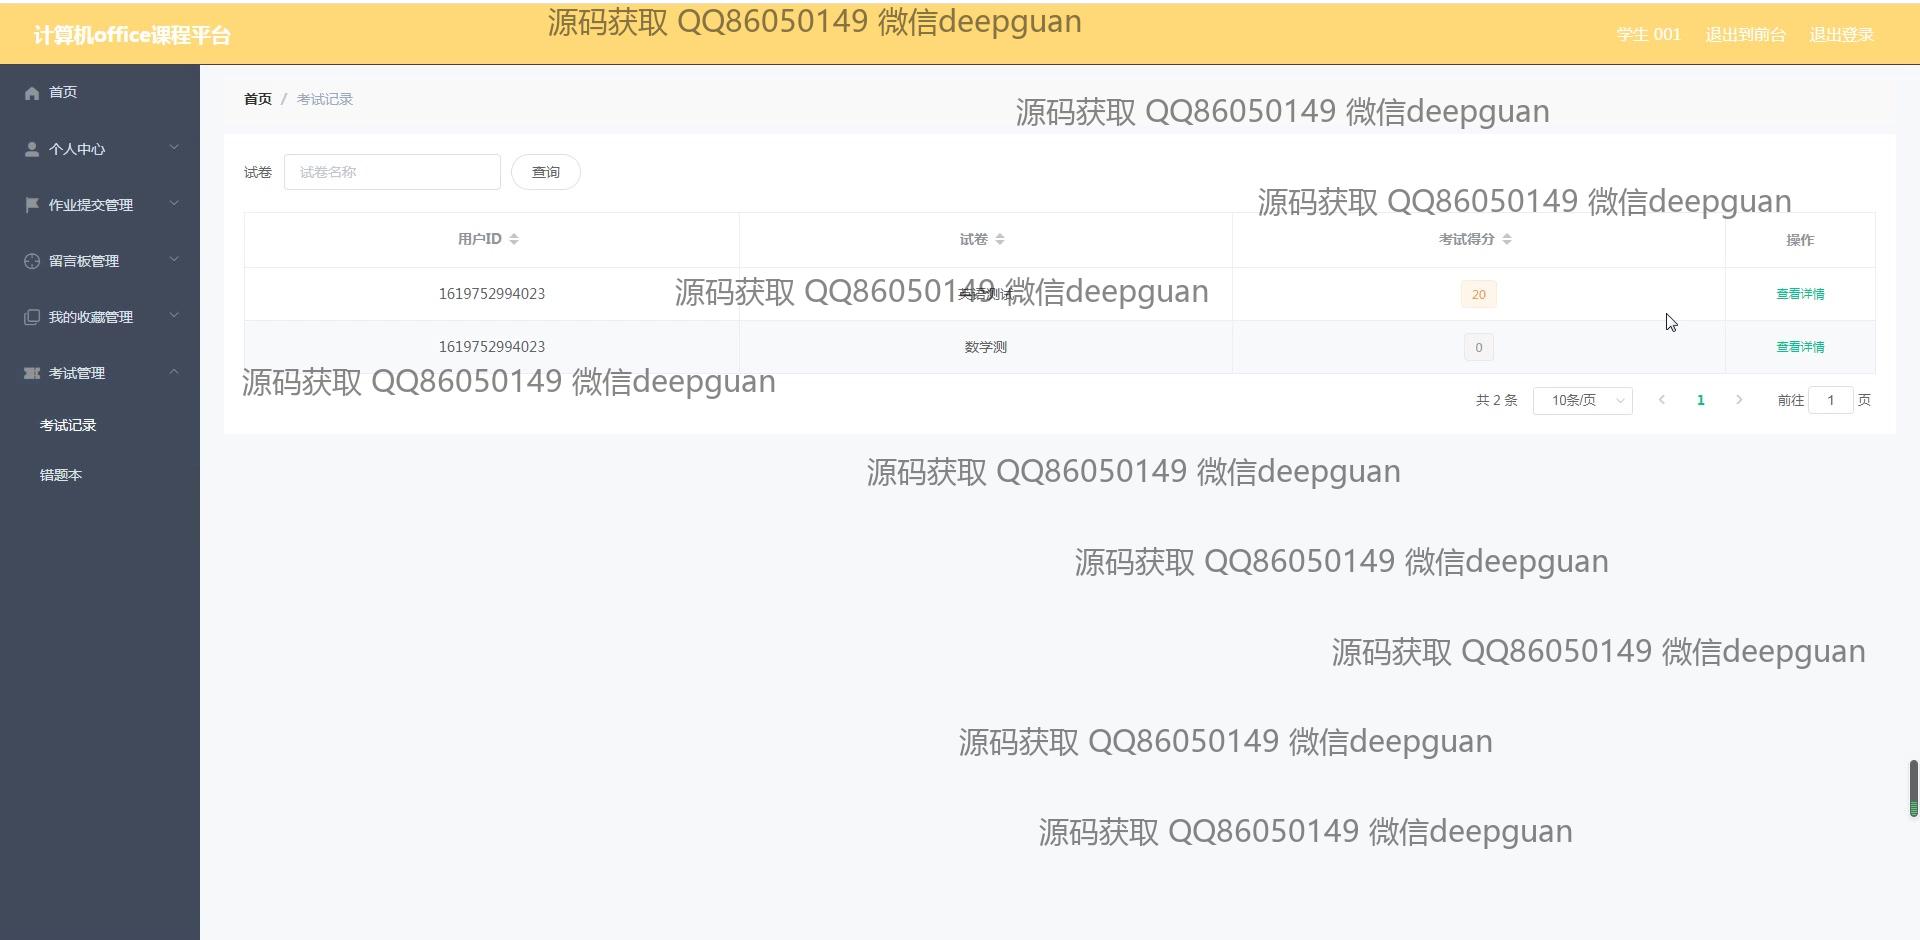 源码获取 QQ86050149 微信deepguan
计算机office课程平台
学生 001 退出到前台 退出登录
首页
首页 / 考试记录
源码获取 QQ86050149 微信deepguan
个人中心
试卷 试卷名称 查询
作业提交管理
源码获取 QQ86050149 微信deepguan
用户ID 试卷 考试得分 操作
留言板管理
1619752994023 英语测试 20 查看详情
源码获取 QQ86050149 微信deepguan
我的收藏管理
1619752994023 数学测 0 查看详情
考试管理
源码获取 QQ86050149 微信deepguan
共 2 条 10条/页 1 前往 1 页
考试记录
错题本
源码获取 QQ86050149 微信deepguan
源码获取 QQ86050149 微信deepguan
源码获取 QQ86050149 微信deepguan
源码获取 QQ86050149 微信deepguan
源码获取 QQ86050149 微信deepguan